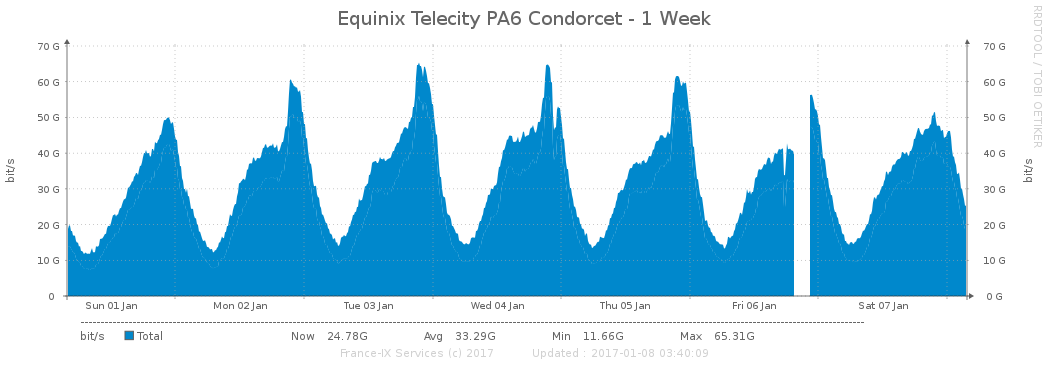 Equinix Telecity PA6 Condorcet - 1 Week
RRDTOOL / TOBI OETIKER
bit/s
bit/s
70 G 70 G
60 G 60 G
50 G 50 G
40 G 40 G
30 G 30 G
20 G 20 G
10 G 10 G
0 0 G
Sun 01 Jan Mon 02 Jan Tue 03 Jan Wed 04 Jan Thu 05 Jan Fri 06 Jan Sat 07 Jan
bit/s Total Now 24.78G Avg 33.29G Min 11.66G Max 65.31G
France-IX Services (c) 2017 Updated : 2017-01-08 03:40:09